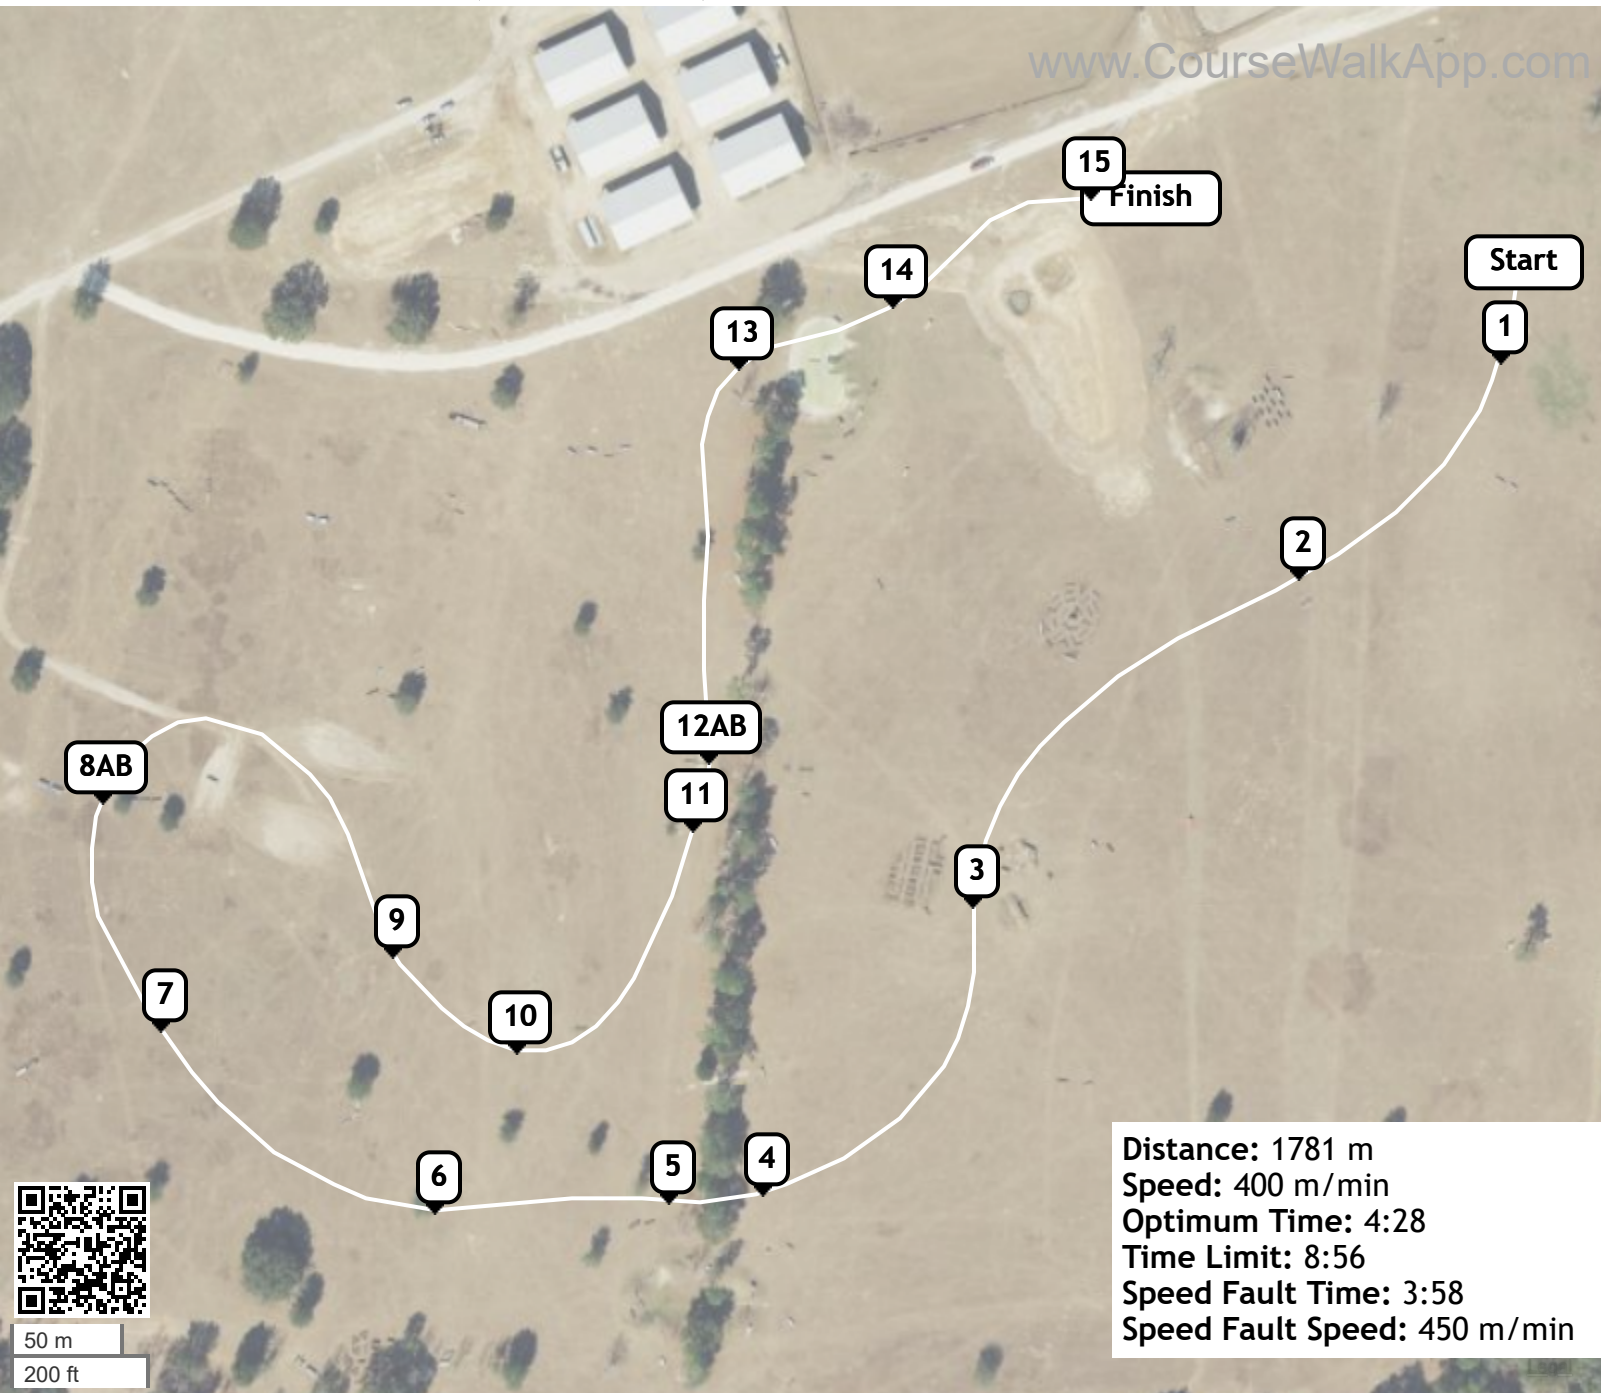 www.CourseWalkApp.com
15
Finish
14
Start
1
13
2
12AB
8AB
11
3
9
7
10
4
5
6
Distance: 1781 m
Speed: 400 m/min
Optimum Time: 4:28
Time Limit: 8:56
Speed Fault Time: 3:58
Speed Fault Speed: 450 m/min
50 m
200 ft
Legal